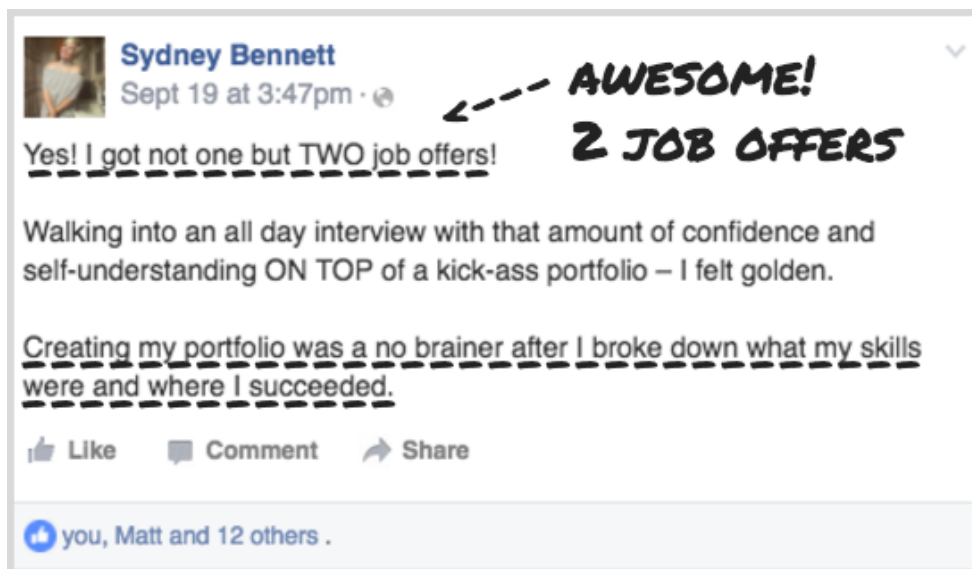 Sydney Bennett
Sept 19 at 3:47pm ·
AWESOME!
2 JOB OFFERS
Yes! I got not one but TWO job offers!
Walking into an all day interview with that amount of confidence and
self-understanding ON TOP of a kick-ass portfolio – I felt golden.
Creating my portfolio was a no brainer after I broke down what my skills
were and where I succeeded.
Like Comment Share
you, Matt and 12 others .